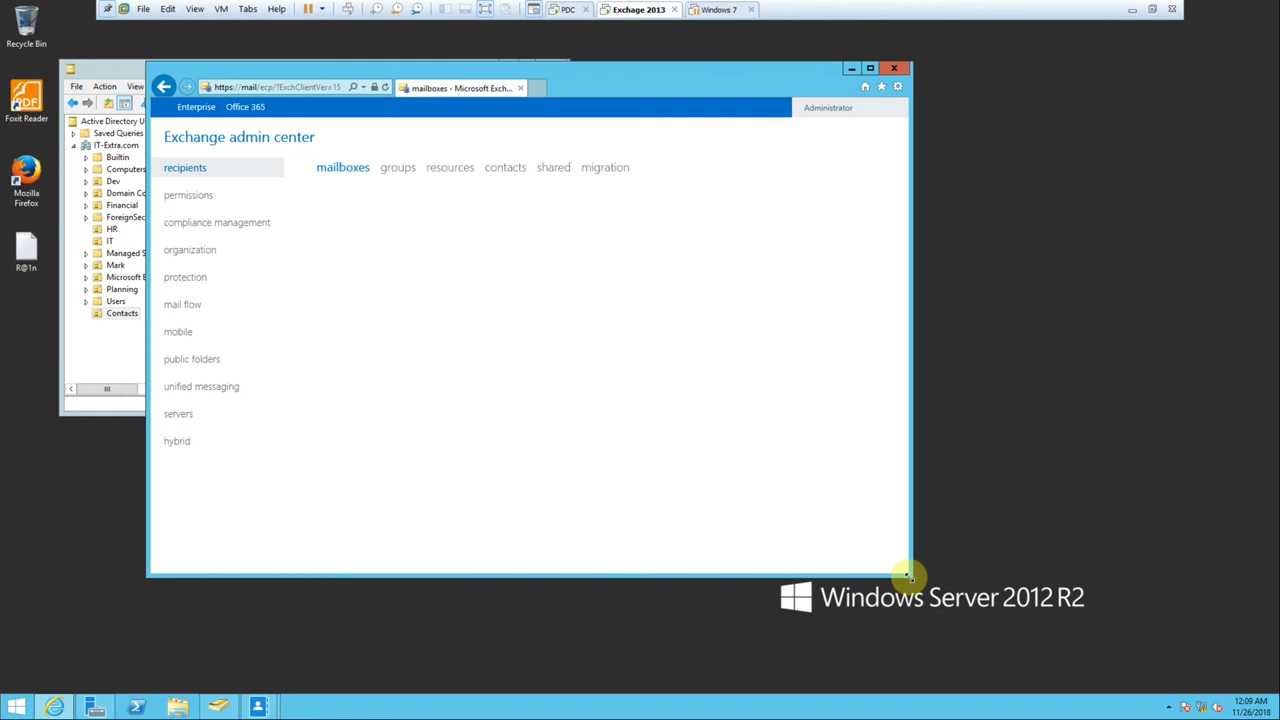 File Edit View VM Tabs Help PDC Exchage 2013 Windows 7
Recycle Bin
Foxit Reader
Mozilla
Firefox
R@1n
File Action View
Active Directory U
Saved Queries
IT-Extra.com
Builtin
Computers
Dev
Domain Co
Financial
ForeignSec
HR
IT
Managed S
Mark
Microsoft E
Planning
Users
Contacts
https://mail/ecp/?ExchClientVer=15
mailboxes - Microsoft Exch...
Enterprise Office 365 Administrator
Exchange admin center
recipients
permissions
compliance management
organization
protection
mail flow
mobile
public folders
unified messaging
servers
hybrid
mailboxes groups resources contacts shared migration
Windows Server 2012 R2
12:09 AM
11/26/2018